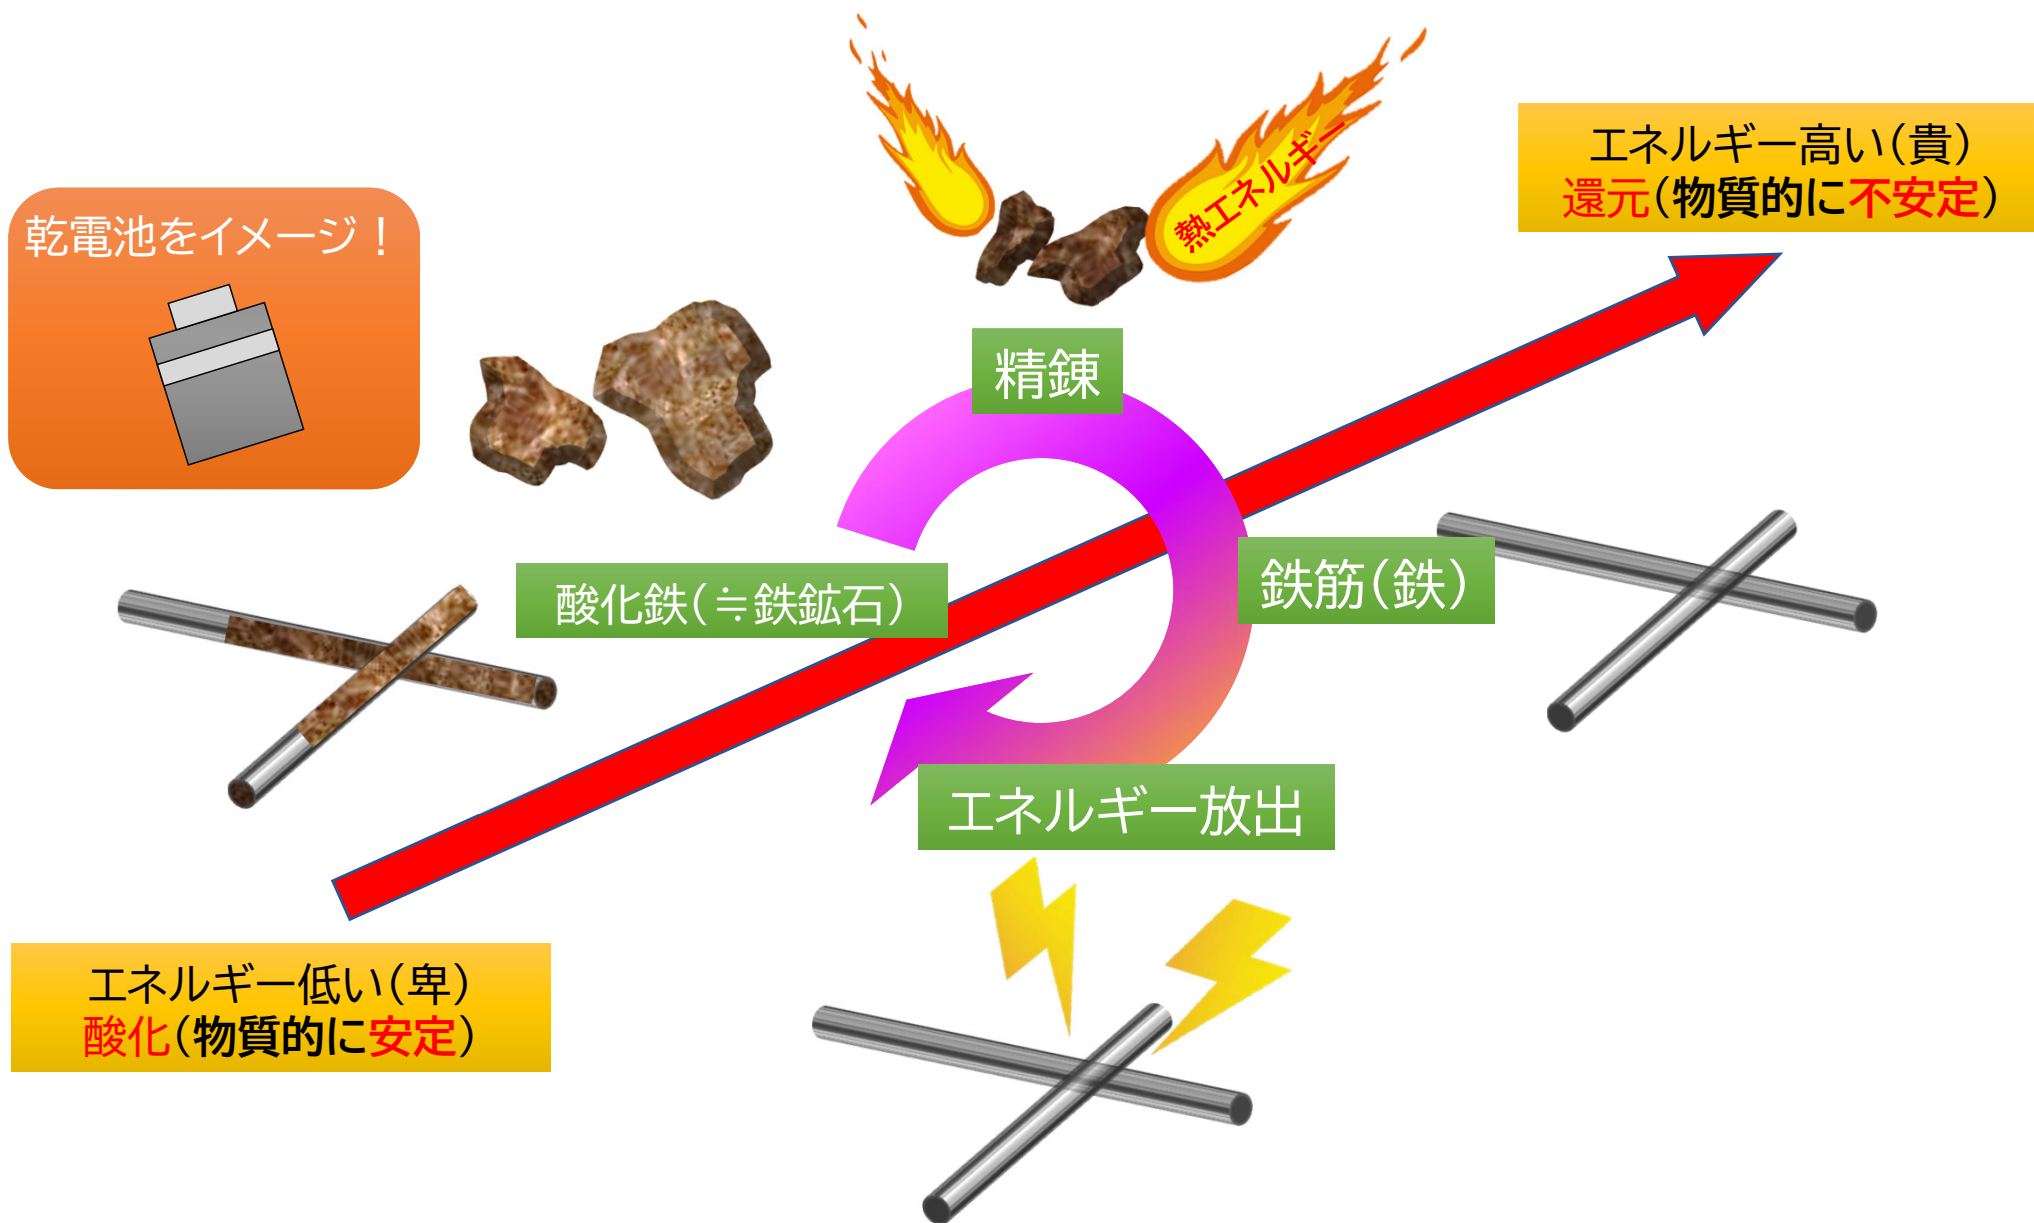 熱エネルギー
エネルギー高い(貴)
還元(物質的に不安定)
乾電池をイメージ！
精錬
酸化鉄(≒鉄鉱石)
鉄筋(鉄)
エネルギー放出
エネルギー低い(卑)
酸化(物質的に安定)